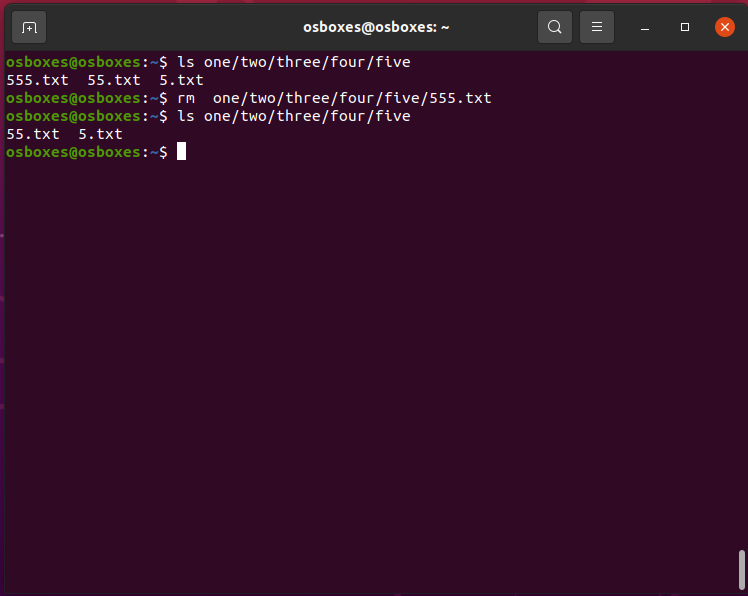 osboxes@osboxes: ~
osboxes@osboxes:~$ ls one/two/three/four/five
555.txt  55.txt  5.txt
osboxes@osboxes:~$ rm  one/two/three/four/five/555.txt
osboxes@osboxes:~$ ls one/two/three/four/five
55.txt  5.txt
osboxes@osboxes:~$